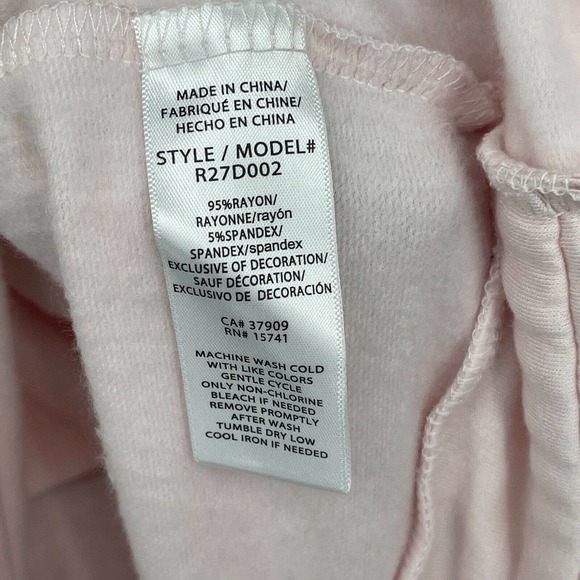 MADE IN CHINA/
FABRIQUÉ EN CHINE/
HECHO EN CHINA
STYLE / MODEL#
R27D002
95%RAYON/
RAYONNE/rayón
5%SPANDEX/
SPANDEX/spandex
EXCLUSIVE OF DECORATION/
SAUF DÉCORATION/
EXCLUSIVO DE DECORACIÓN
CA# 37909
RN# 15741
MACHINE WASH COLD
WITH LIKE COLORS
GENTLE CYCLE
ONLY NON-CHLORINE
BLEACH IF NEEDED
REMOVE PROMPTLY
AFTER WASH
TUMBLE DRY LOW
COOL IRON IF NEEDED